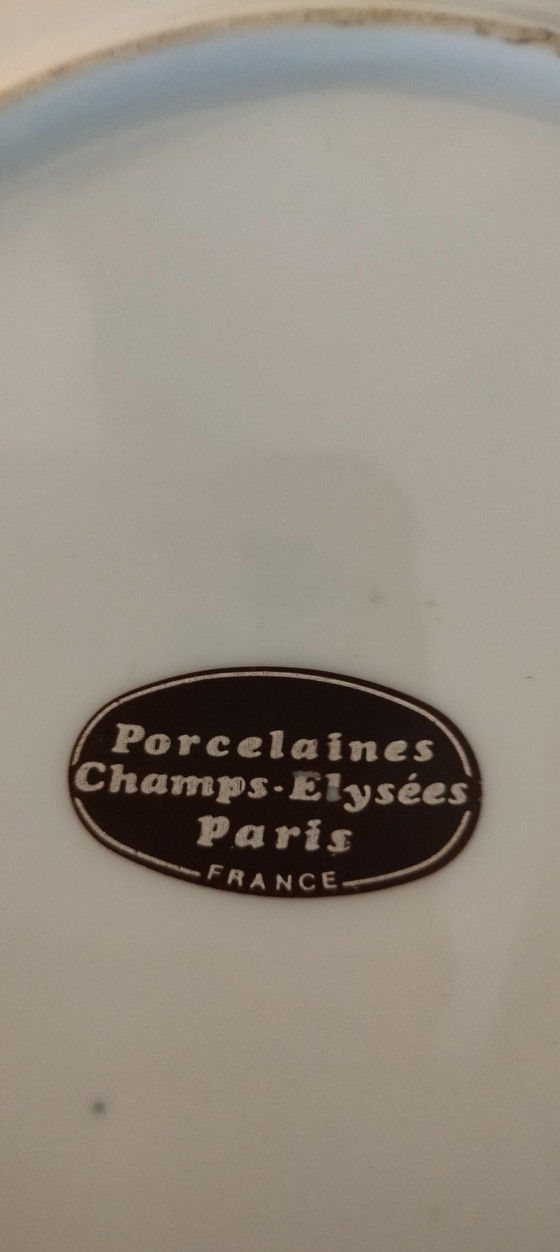 Porcelaines
Champs-Elysées
Paris
FRANCE